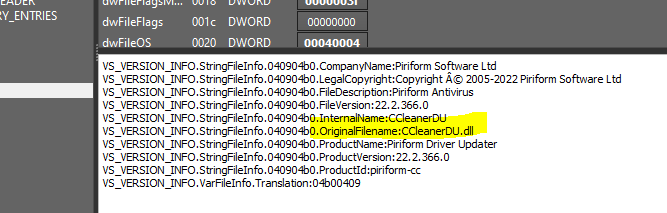 EADER
RY_ENTRIES
dwFileFlagsM... 0018 DWORD 0000003f
dwFileFlags 001c DWORD 00000000
dwFileOS 0020 DWORD 00040004
VS_VERSION_INFO.StringFileInfo.040904b0.CompanyName:Piriform Software Ltd
VS_VERSION_INFO.StringFileInfo.040904b0.LegalCopyright:Copyright Â© 2005-2022 Piriform Software Ltd
VS_VERSION_INFO.StringFileInfo.040904b0.FileDescription:Piriform Antivirus
VS_VERSION_INFO.StringFileInfo.040904b0.FileVersion:22.2.366.0
VS_VERSION_INFO.StringFileInfo.040904b0.InternalName:CCleanerDU
VS_VERSION_INFO.StringFileInfo.040904b0.OriginalFilename:CCleanerDU.dll
VS_VERSION_INFO.StringFileInfo.040904b0.ProductName:Piriform Driver Updater
VS_VERSION_INFO.StringFileInfo.040904b0.ProductVersion:22.2.366.0
VS_VERSION_INFO.StringFileInfo.040904b0.ProductId:piriform-cc
VS_VERSION_INFO.VarFileInfo.Translation:04b00409